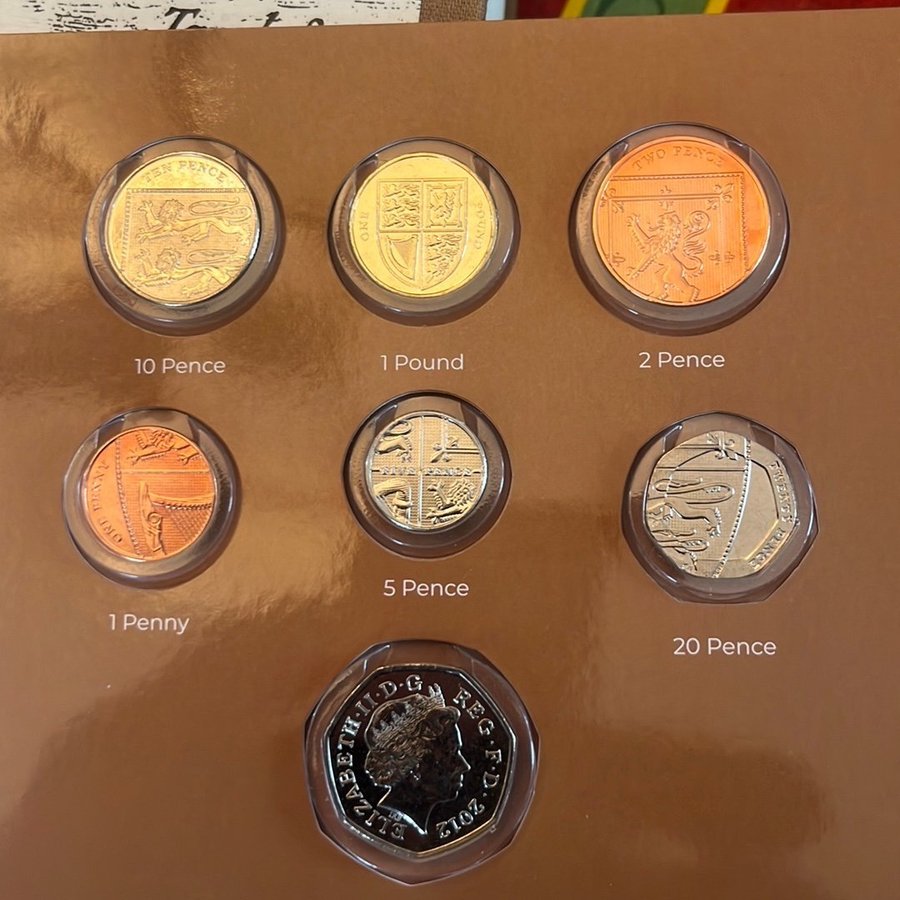 TEN PENCE
ONE POUND
TWO PENCE
10 Pence
1 Pound
2 Pence
ONE PENNY
FIVE PENCE
TWENTY PENCE
5 Pence
1 Penny
20 Pence
ELIZABETH·II·D·G REG·F·D·2012